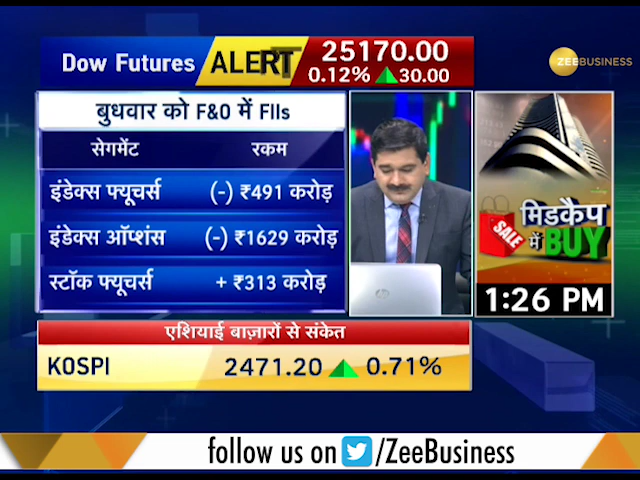 Dow Futures ALERT 25170.00
0.12% ▲ 30.00
ZEEBUSINESS
बुधवार को F&O में FIIs
सेगमेंट रकम
इंडेक्स फ्यूचर्स (-) ₹491 करोड़
इंडेक्स ऑप्शंस (-) ₹1629 करोड़
स्टॉक फ्यूचर्स + ₹313 करोड़
SALE
मिडकैप
में BUY
1:26 PM
एशियाई बाज़ारों से संकेत
KOSPI 2471.20 ▲ 0.71%
follow us on /ZeeBusiness